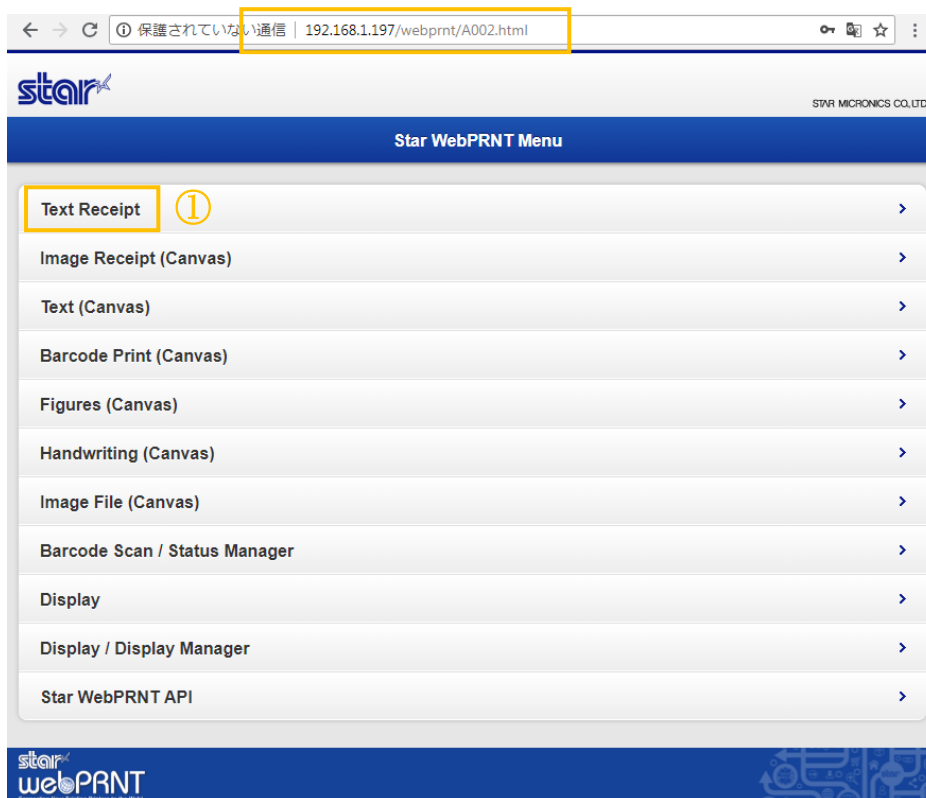 保護されていない通信 | 192.168.1.197/webprnt/A002.html
star
STAR MICRONICS CO., LTD
Star WebPRNT Menu
Text Receipt ①
Image Receipt (Canvas)
Text (Canvas)
Barcode Print (Canvas)
Figures (Canvas)
Handwriting (Canvas)
Image File (Canvas)
Barcode Scan / Status Manager
Display
Display / Display Manager
Star WebPRNT API
star
webPRNT